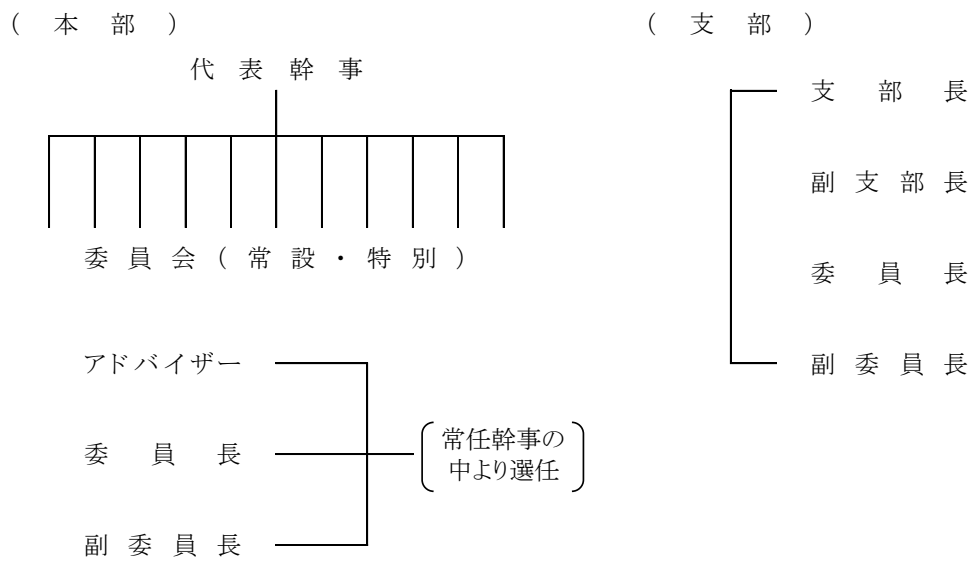 （ 本 部 ）
代 表 幹 事
委 員 会 （ 常 設 ・ 特 別 ）
アドバイザー
委 員 長
副 委 員 長
常任幹事の
中より選任
（ 支 部 ）
支 部 長
副 支 部 長
委 員 長
副 委 員 長